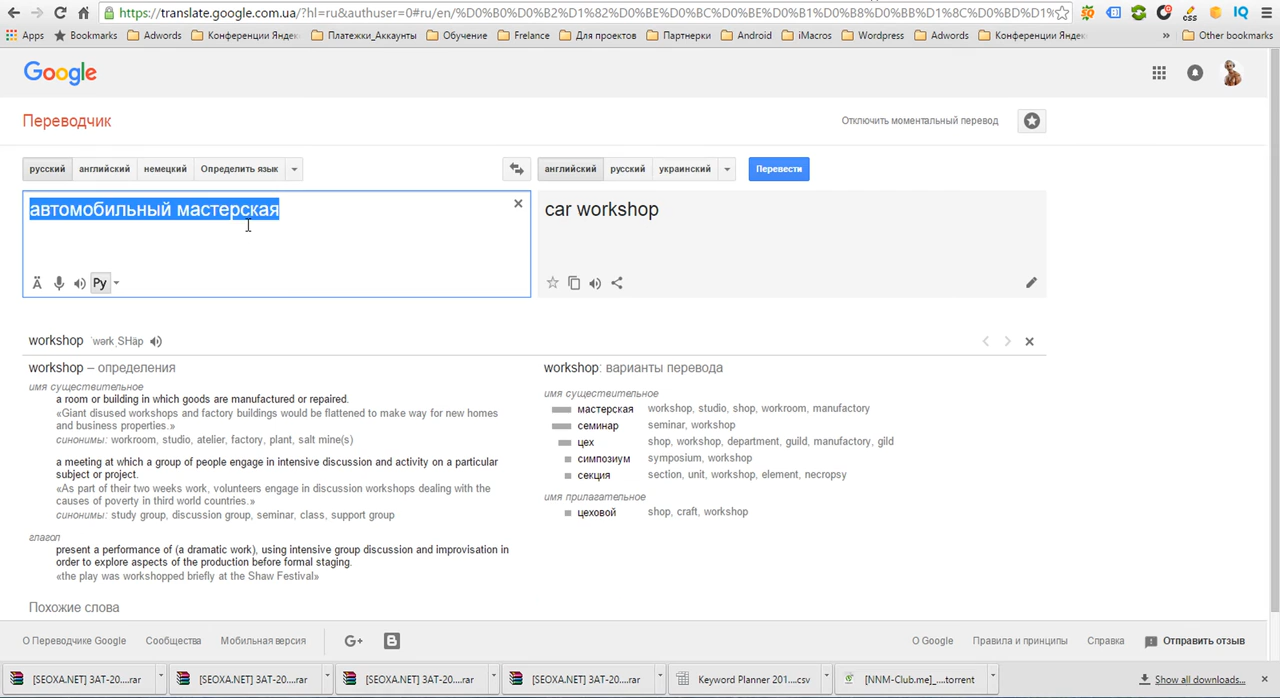 https://translate.google.com.ua/?hl=ru&authuser=0#ru/en/%D0%B0%D0%B2%D1%82%D0%BE%D0%BC%D0%BE%D0%B1%D0%B8%D0%BB%D1%8C%D0%BD%D1%
css IQ
Apps Bookmarks Adwords Конференции Яндек Платежки_Аккаунты Обучение Frelance Для проектов Партнерки Android iMacros Wordpress Adwords Конференции Яндек » Other bookmarks
Google
Переводчик Отключить моментальный перевод
русский английский немецкий Определить язык английский русский украинский Перевести
автомобильный мастерская car workshop
Ä Ру
workshop ˈwərkˌSHäp
workshop – определения workshop: варианты перевода
имя существительное
a room or building in which goods are manufactured or repaired.
«Giant disused workshops and factory buildings would be flattened to make way for new homes
and business properties.»
синонимы: workroom, studio, atelier, factory, plant, salt mine(s)
a meeting at which a group of people engage in intensive discussion and activity on a particular
subject or project.
«As part of their two weeks work, volunteers engage in discussion workshops dealing with the
causes of poverty in third world countries.»
синонимы: study group, discussion group, seminar, class, support group
глагол
present a performance of (a dramatic work), using intensive group discussion and improvisation in
order to explore aspects of the production before formal staging.
«the play was workshopped briefly at the Shaw Festival»
имя существительное
мастерская workshop, studio, shop, workroom, manufactory
семинар seminar, workshop
цех shop, workshop, department, guild, manufactory, gild
симпозиум symposium, workshop
секция section, unit, workshop, element, necropsy
имя прилагательное
цеховой shop, craft, workshop
Похожие слова
О Переводчике Google Сообщества Мобильная версия G+ B О Google Правила и принципы Справка Отправить отзыв
[SEOXA.NET] ЗАТ-20....rar [SEOXA.NET] ЗАТ-20....rar [SEOXA.NET] ЗАТ-20....rar [SEOXA.NET] ЗАТ-20....rar Keyword Planner 201....csv [NNM-Club.me]_....torrent Show all downloads...